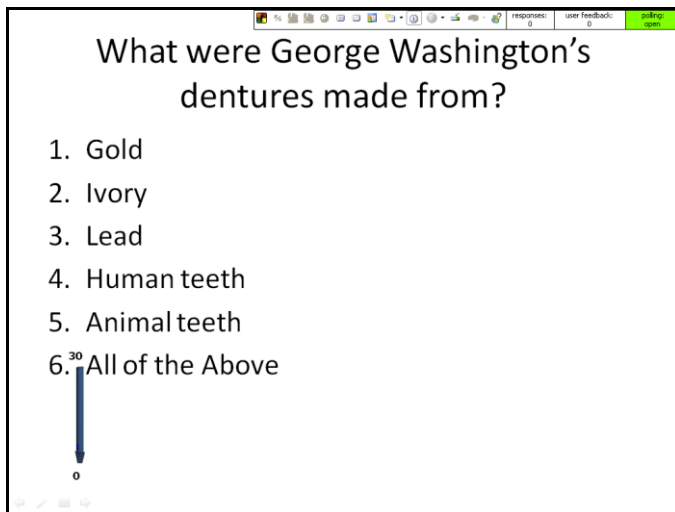 responses:
0
user feedback:
0
polling:
open
What were George Washington’s
dentures made from?
1. Gold
2. Ivory
3. Lead
4. Human teeth
5. Animal teeth
6. All of the Above
30
0